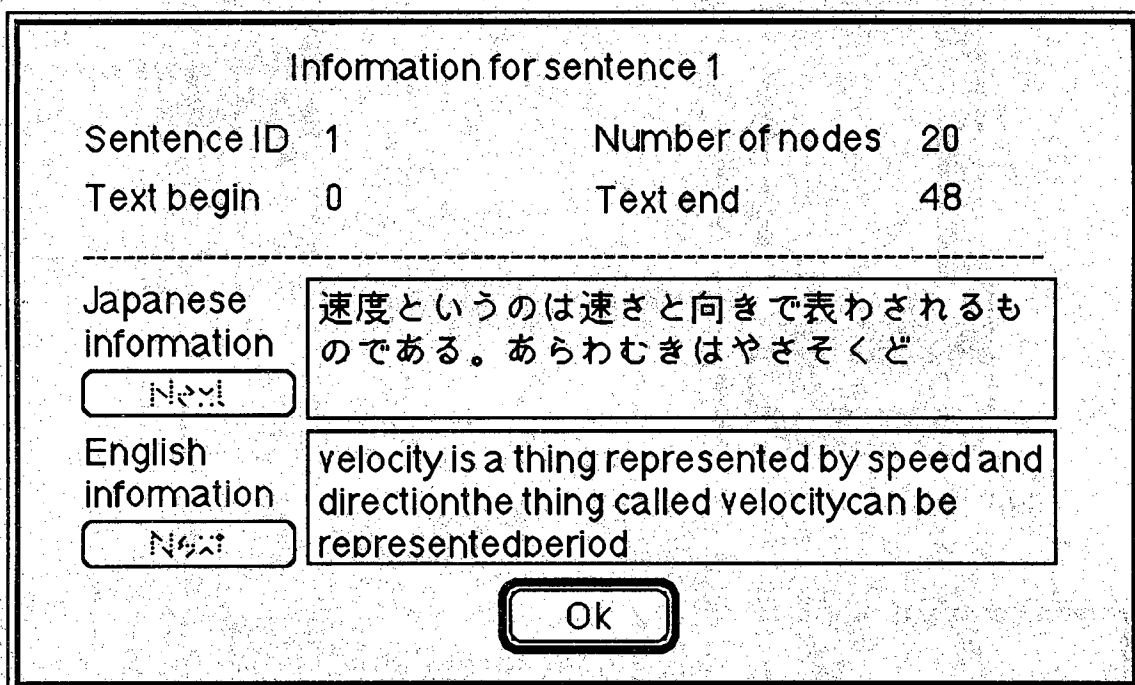 Information for sentence 1
Sentence ID 1 Number of nodes 20
Text begin 0 Text end 48
Japanese information
速度というのは速さと向きで表わされるも
のである。あらわむきはやさそくど
Next
English information
velocity is a thing represented by speed and
directionthe thing called velocitycan be
representedperiod
Next
Ok